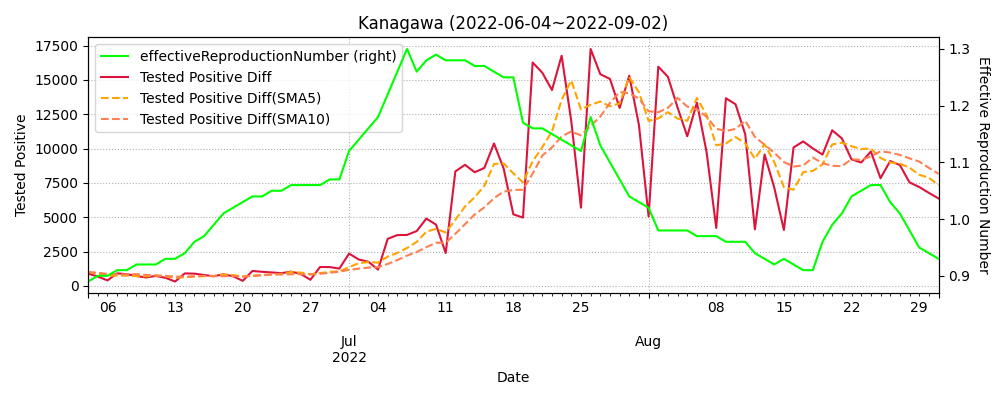 Kanagawa (2022-06-04~2022-09-02)
effectiveReproductionNumber (right)
Tested Positive Diff
Tested Positive Diff(SMA5)
Tested Positive Diff(SMA10)
17500
15000
12500
10000
7500
5000
2500
0
Tested Positive
1.3
1.2
1.1
1.0
0.9
Effective Reproduction Number
06 13 20 27 04 11 18 25 08 15 22 29
Jul Aug
2022
Date